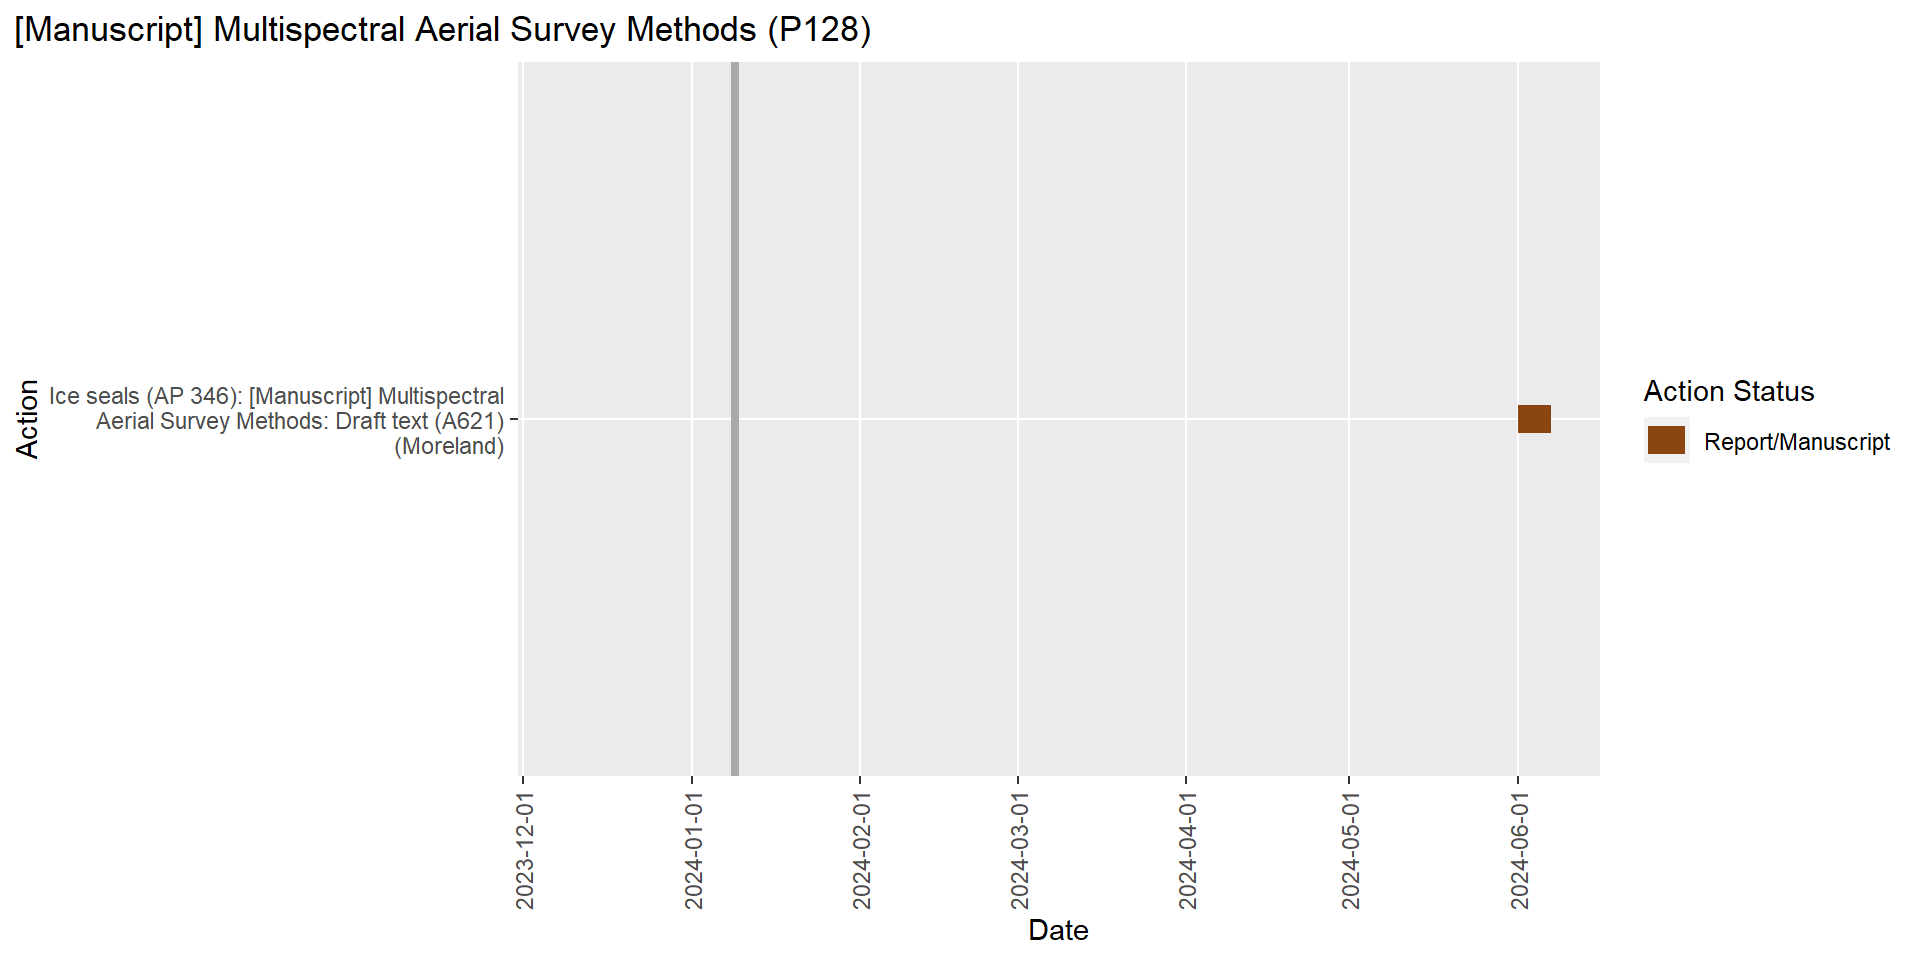 [Manuscript] Multispectral Aerial Survey Methods (P128)
Action
Ice seals (AP 346): [Manuscript] Multispectral
Aerial Survey Methods: Draft text (A621)
(Moreland)
Action Status
Report/Manuscript
2023-12-01
2024-01-01
2024-02-01
2024-03-01
2024-04-01
2024-05-01
2024-06-01
Date